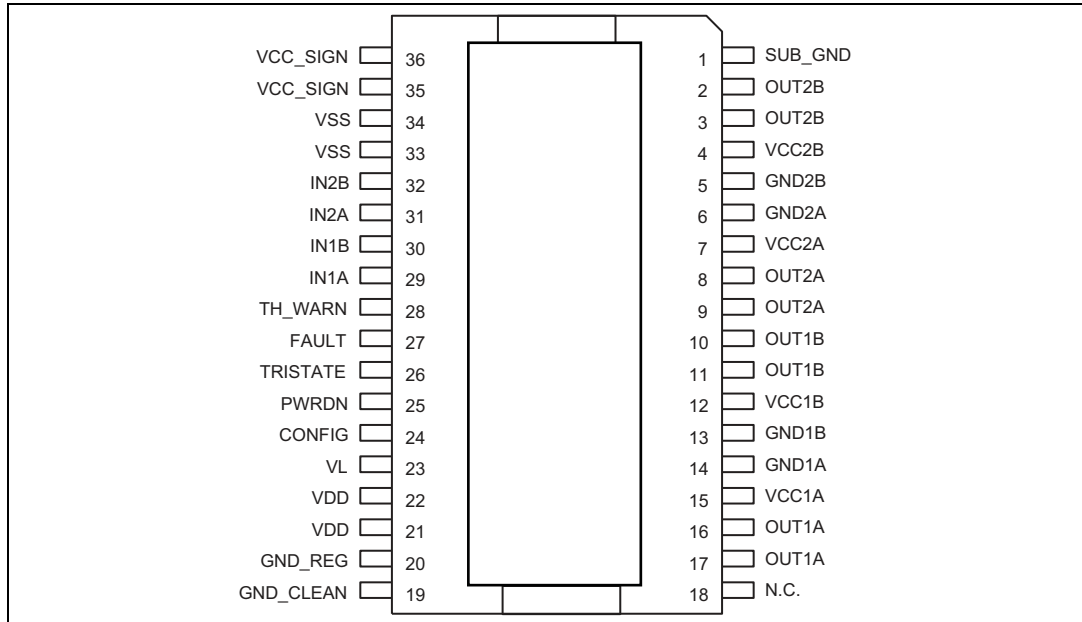 VCC_SIGN 36 1 SUB_GND
VCC_SIGN 35 2 OUT2B
VSS 34 3 OUT2B
VSS 33 4 VCC2B
IN2B 32 5 GND2B
IN2A 31 6 GND2A
IN1B 30 7 VCC2A
IN1A 29 8 OUT2A
TH_WARN 28 9 OUT2A
FAULT 27 10 OUT1B
TRISTATE 26 11 OUT1B
PWRDN 25 12 VCC1B
CONFIG 24 13 GND1B
VL 23 14 GND1A
VDD 22 15 VCC1A
VDD 21 16 OUT1A
GND_REG 20 17 OUT1A
GND_CLEAN 19 18 N.C.